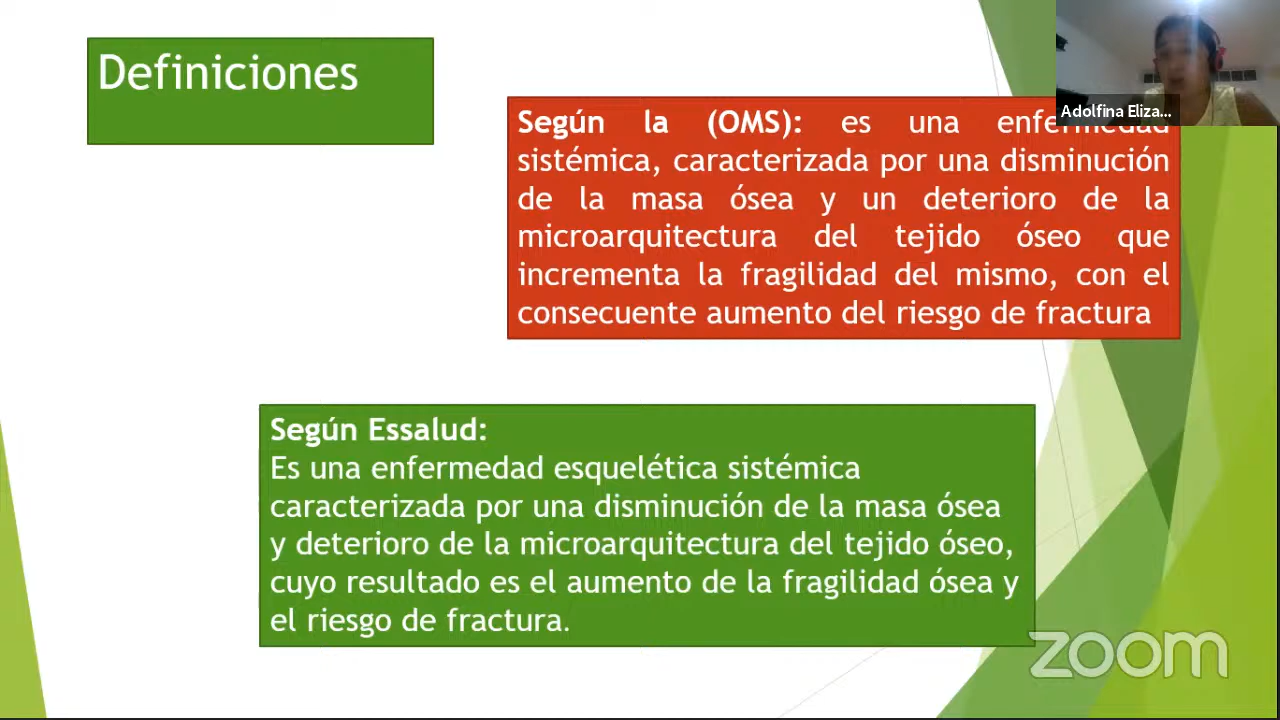 Definiciones
Adolfina Eliza...
Según la (OMS): es una enfermedad
sistémica, caracterizada por una disminución
de la masa ósea y un deterioro de la
microarquitectura del tejido óseo que
incrementa la fragilidad del mismo, con el
consecuente aumento del riesgo de fractura
Según Essalud:
Es una enfermedad esquelética sistémica
caracterizada por una disminución de la masa ósea
y deterioro de la microarquitectura del tejido óseo,
cuyo resultado es el aumento de la fragilidad ósea y
el riesgo de fractura.
zoom